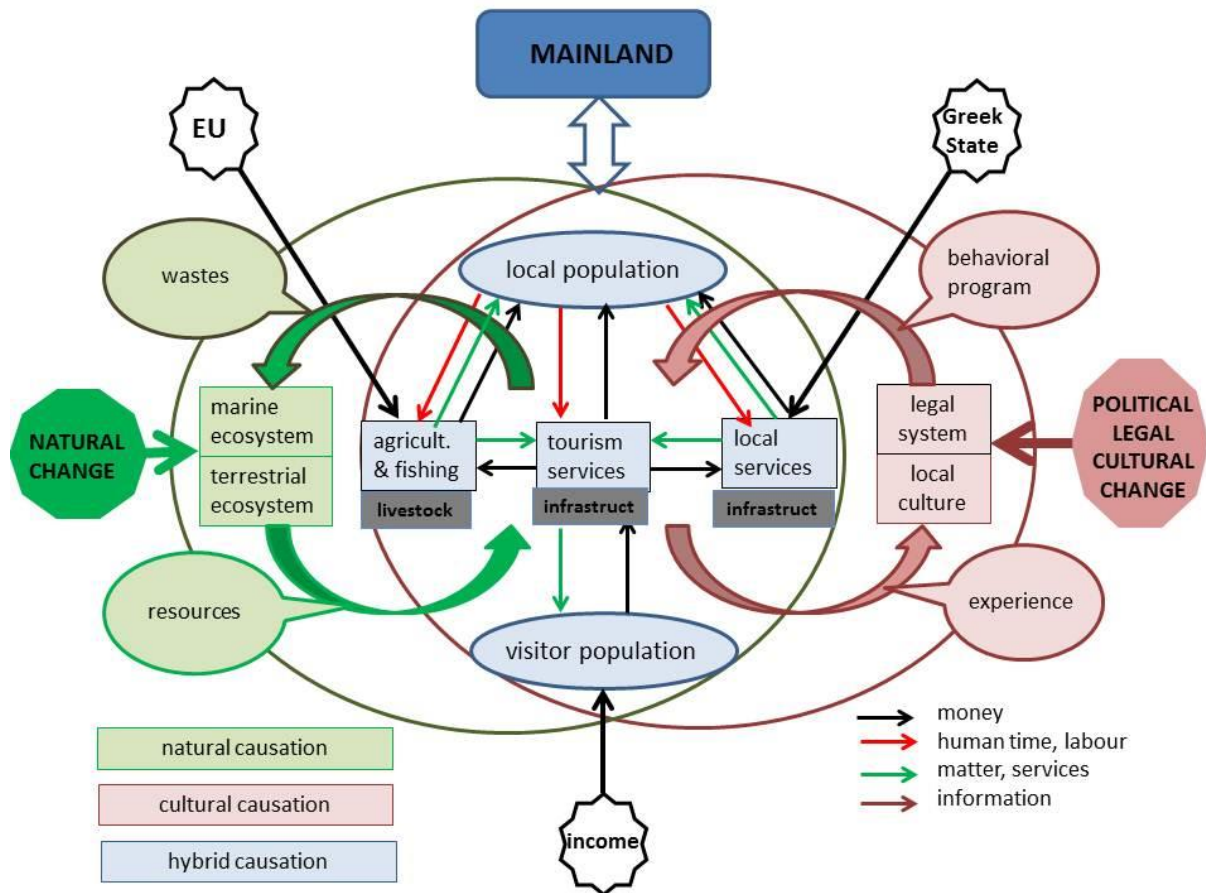 MAINLAND
EU
Greek
State
wastes
local population
behavioral
program
NATURAL
CHANGE
marine
ecosystem
terrestrial
ecosystem
agricult.
& fishing
livestock
tourism
services
infrastruct
local
services
infrastruct
legal
system
local
culture
POLITICAL
LEGAL
CULTURAL
CHANGE
resources
experience
visitor population
natural causation
cultural causation
hybrid causation
income
money
human time, labour
matter, services
information